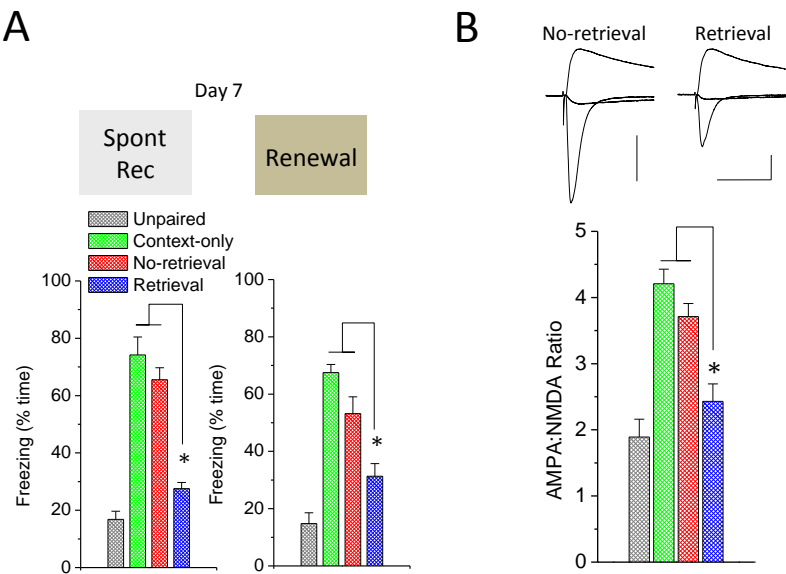 A
Day 7
Spont
Rec
Renewal
Unpaired
Context-only
No-retrieval
Retrieval
100
80
60
40
20
0
Freezing (% time)
100
80
60
40
20
0
Freezing (% time)
*
*
B
No-retrieval
Retrieval
5
4
3
2
1
0
AMPA:NMDA Ratio
*